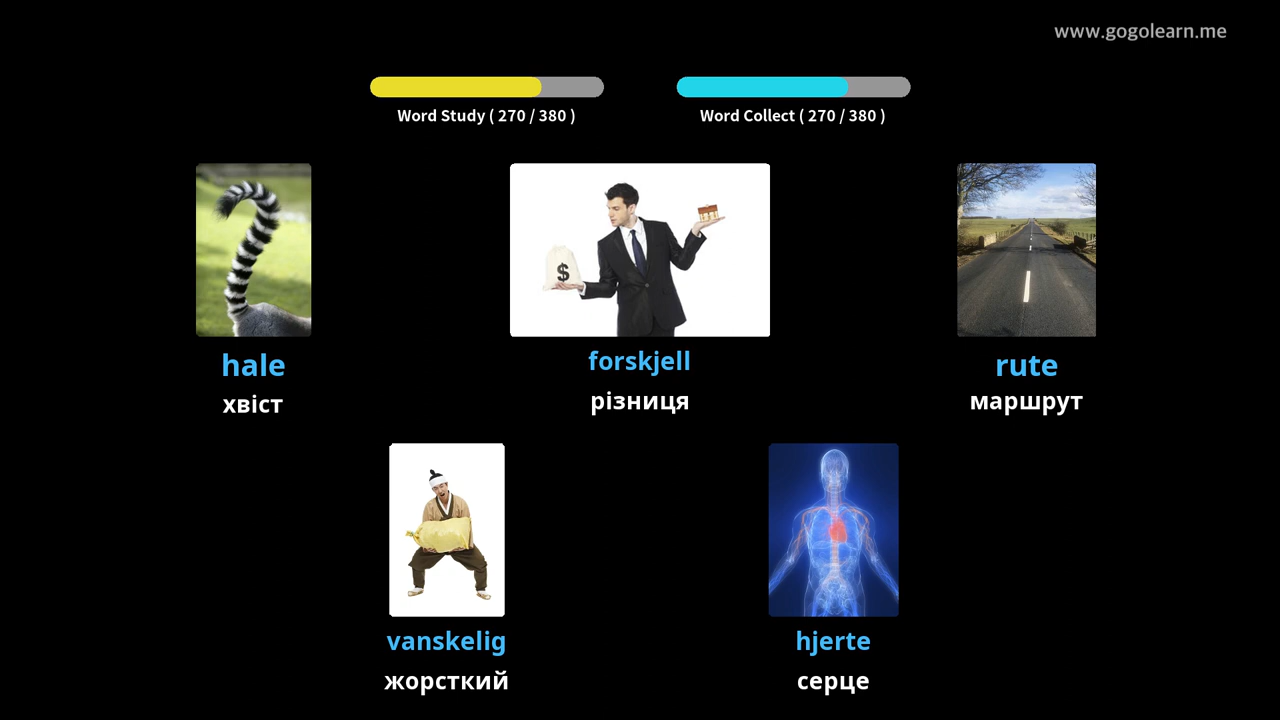 www.gogolearn.me
Word Study ( 270 / 380 )
Word Collect ( 270 / 380 )
$
hale
хвіст
forskjell
різниця
rute
маршрут
vanskelig
жорсткий
hjerte
серце